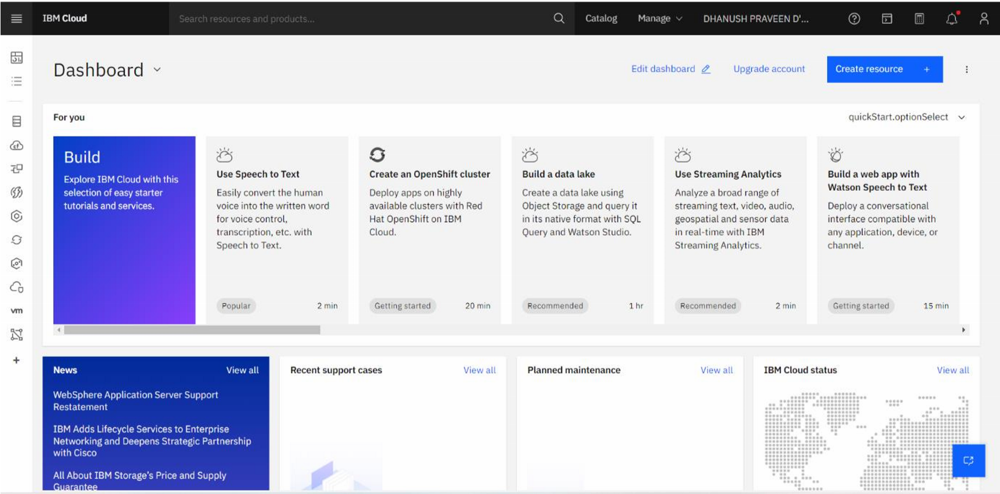 IBM Cloud
Search resources and products...
Catalog
Manage
DHANUSH PRAVEEN D'...
Dashboard
Edit dashboard
Upgrade account
Create resource +
For you
quickStart.optionSelect
Build
Explore IBM Cloud with this
selection of easy starter
tutorials and services.
Use Speech to Text
Easily convert the human
voice into the written word
for voice control,
transcription, etc. with
Speech to Text.
Popular
2 min
Create an OpenShift cluster
Deploy apps on highly
available clusters with Red
Hat OpenShift on IBM
Cloud.
Getting started
20 min
Build a data lake
Create a data lake using
Object Storage and query it
in its native format with SQL
Query and Watson Studio.
Recommended
1 hr
Use Streaming Analytics
Analyze a broad range of
streaming text, video, audio,
geospatial and sensor data
in real-time with IBM
Streaming Analytics.
Recommended
2 min
Build a web app with
Watson Speech to Text
Deploy a conversational
interface compatible with
any application, device, or
channel.
Getting started
15 min
vm
+
News
View all
WebSphere Application Server Support
Restatement
IBM Adds Lifecycle Services to Enterprise
Networking and Deepens Strategic Partnership
with Cisco
All About IBM Storage's Price and Supply
Guarantee
Recent support cases
View all
Planned maintenance
View all
IBM Cloud status
View all